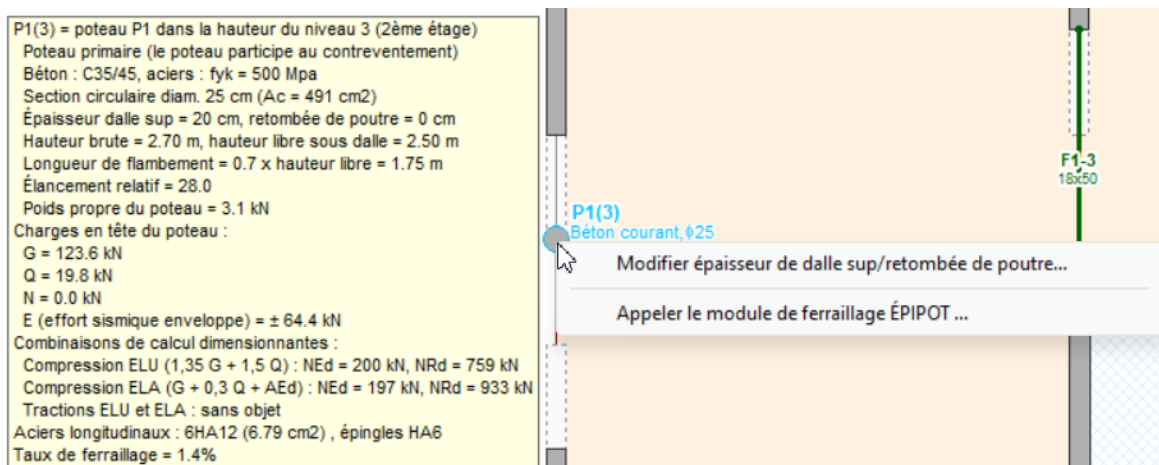 P1(3) = poteau P1 dans la hauteur du niveau 3 (2ème étage)
Poteau primaire (le poteau participe au contreventement)
Béton : C35/45, aciers : fyk = 500 Mpa
Section circulaire diam. 25 cm (Ac = 491 cm2)
Épaisseur dalle sup = 20 cm, retombée de poutre = 0 cm
Hauteur brute = 2.70 m, hauteur libre sous dalle = 2.50 m
Longueur de flambement = 0.7 x hauteur libre = 1.75 m
Élancement relatif = 28.0
Poids propre du poteau = 3.1 kN
Charges en tête du poteau :
G = 123.6 kN
Q = 19.8 kN
N = 0.0 kN
E (effort sismique enveloppe) = ± 64.4 kN
Combinaisons de calcul dimensionnantes :
Compression ELU (1,35 G + 1,5 Q) : NEd = 200 kN, NRd = 759 kN
Compression ELA (G + 0,3 Q + AEd) : NEd = 197 kN, NRd = 933 kN
Tractions ELU et ELA : sans objet
Aciers longitudinaux : 6HA12 (6.79 cm2) , épingles HA6
Taux de ferraillage = 1.4%
P1(3)
Béton courant,ϕ25
Modifier épaisseur de dalle sup/retombée de poutre...
Appeler le module de ferraillage ÉPIPOT ...
F1-3
18x50